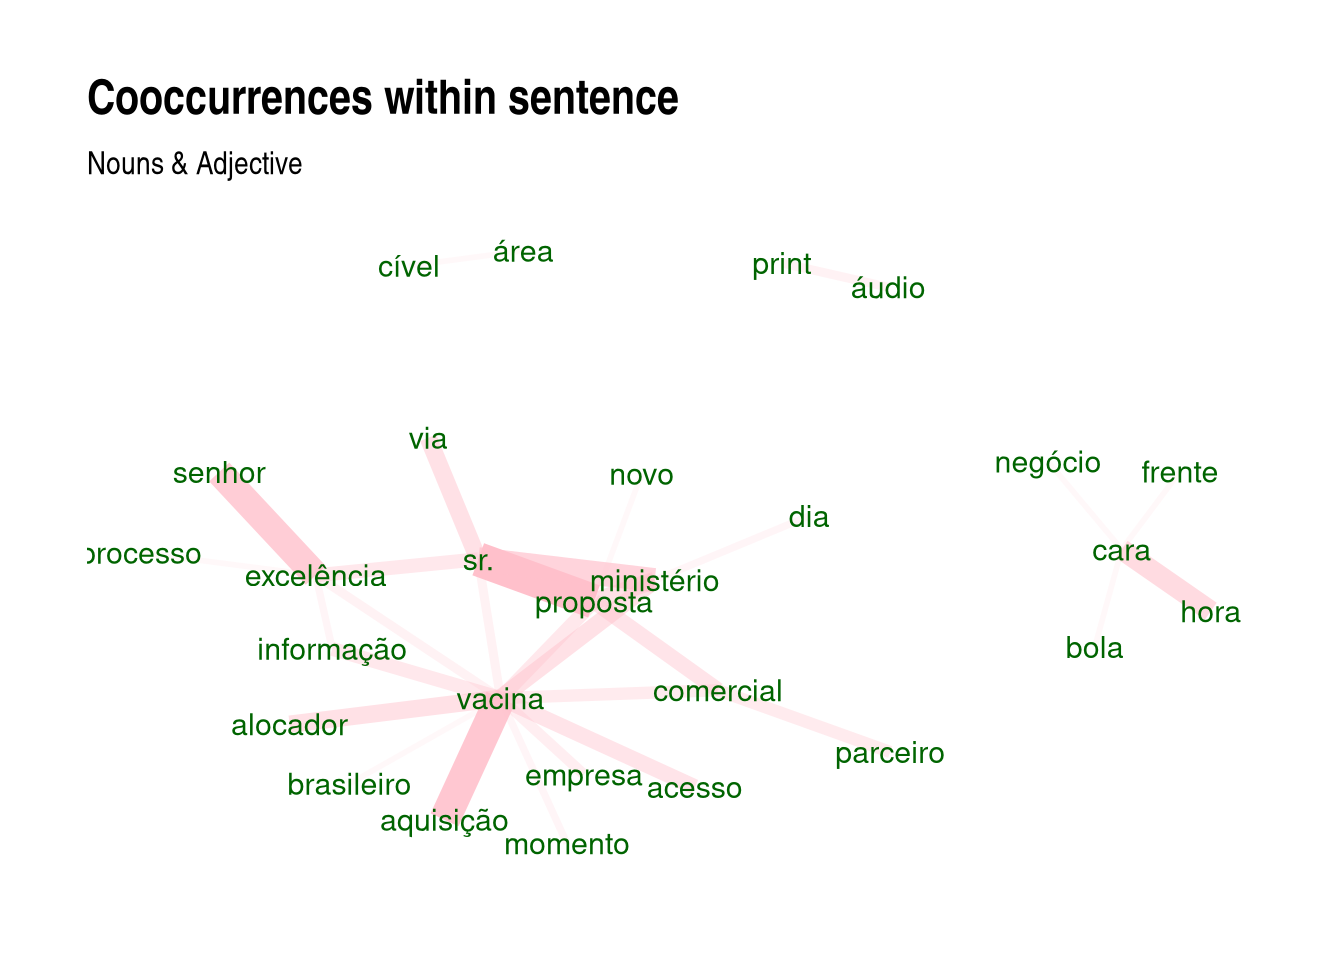 Cooccurrences within sentence
Nouns & Adjective
área
cível
print
áudio
via
negócio
senhor
frente
novo
dia
cara
processo
sr.
excelência
ministério
proposta
hora
bola
informação
comercial
vacina
alocador
parceiro
empresa
brasileiro
acesso
aquisição
momento